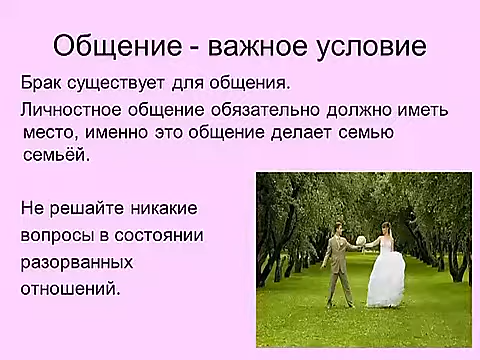 Общение - важное условие
Брак существует для общения.
Личностное общение обязательно должно иметь
место, именно это общение делает семью
семьёй.
Не решайте никакие
вопросы в состоянии
разорванных
отношений.